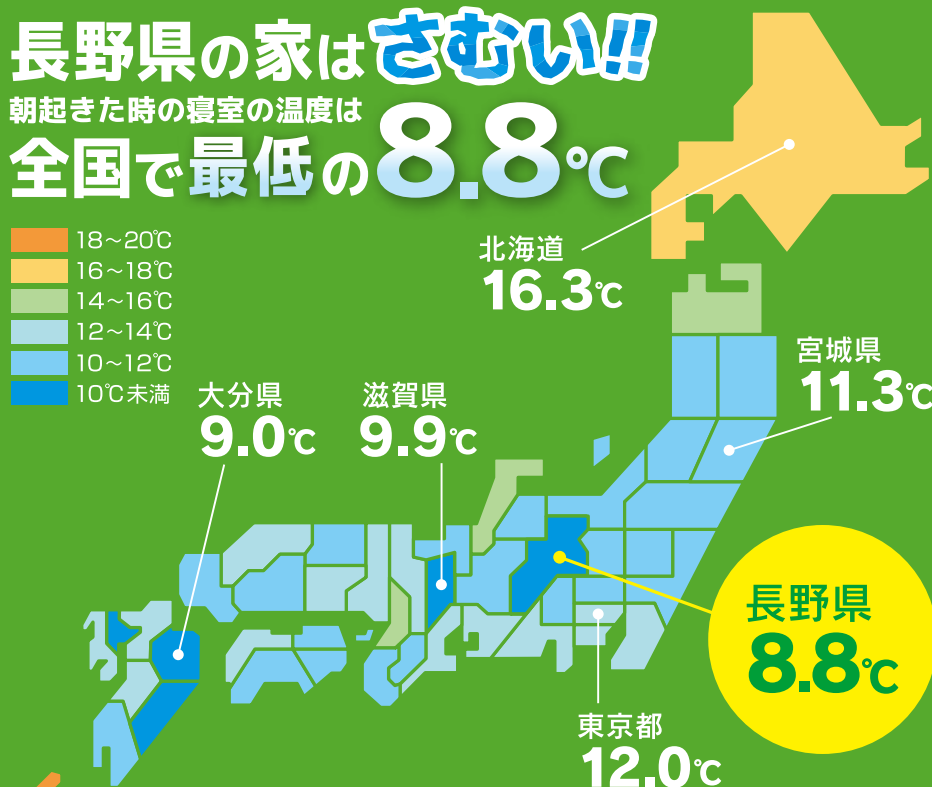 長野県の家はさむい!!
朝起きた時の寝室の温度は
全国で最低の8.8℃
18～20℃
16～18℃
14～16℃
12～14℃
10～12℃
10℃未満
北海道
16.3℃
宮城県
11.3℃
大分県
9.0℃
滋賀県
9.9℃
長野県
8.8℃
東京都
12.0℃